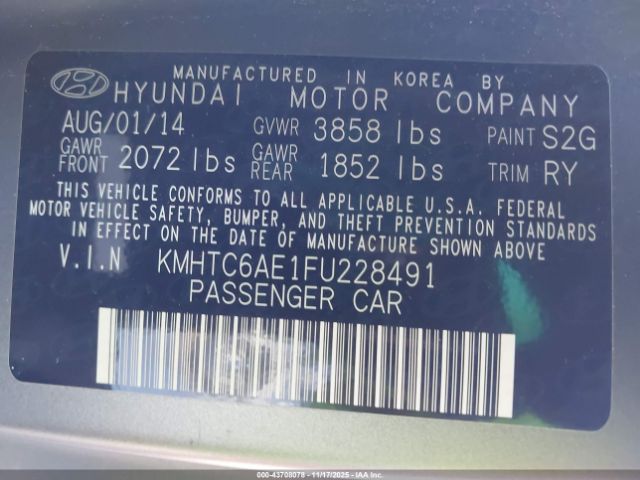 MANUFACTURED IN KOREA BY
HYUNDAI MOTOR COMPANY
AUG/01/14 GVWR 3858 lbs PAINT S2G
GAWR FRONT 2072 lbs GAWR REAR 1852 lbs TRIM RY
THIS VEHICLE CONFORMS TO ALL APPLICABLE U.S.A. FEDERAL
MOTOR VEHICLE SAFETY, BUMPER, AND THEFT PREVENTION STANDARDS
IN EFFECT ON THE DATE OF MANUFACTURE SHOWN ABOVE
V.I.N KMHTC6AE1FU228491
PASSENGER CAR
000-43708078 - 11/17/2025 - IAAI.com